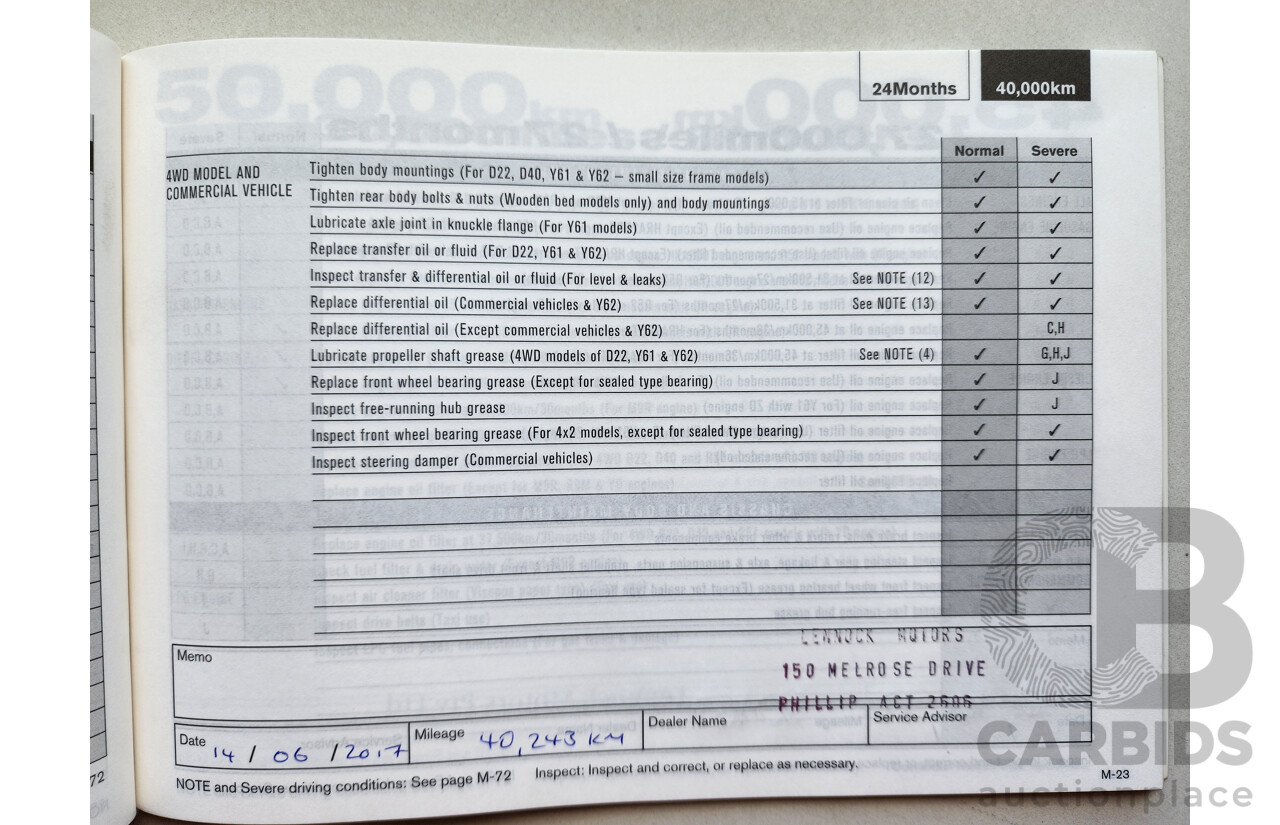 24Months 40,000km
Normal Severe
4WD MODEL AND
COMMERCIAL VEHICLE
Tighten body mountings (For D22, D40, Y61 & Y62 – small size frame models) ✓ ✓
Tighten rear body bolts & nuts (Wooden bed models only) and body mountings ✓ ✓
Lubricate axle joint in knuckle flange (For Y61 models) ✓ ✓
Replace transfer oil or fluid (For D22, Y61 & Y62) ✓ ✓
Inspect transfer & differential oil or fluid (For level & leaks) See NOTE (12) ✓ ✓
Replace differential oil (Commercial vehicles & Y62) See NOTE (13) ✓ ✓
Replace differential oil (Except commercial vehicles & Y62) C,H
Lubricate propeller shaft grease (4WD models of D22, Y61 & Y62) See NOTE (4) ✓ G,H,J
Replace front wheel bearing grease (Except for sealed type bearing) ✓ J
Inspect free-running hub grease ✓ J
Inspect front wheel bearing grease (For 4x2 models, except for sealed type bearing) ✓ ✓
Inspect steering damper (Commercial vehicles) ✓ ✓
Memo
LENNOCK MOTORS
150 MELROSE DRIVE
PHILLIP ACT 2606
Date 14 / 06 / 2017
Mileage 40,243 KM
Dealer Name
Service Advisor
NOTE and Severe driving conditions: See page M-72 Inspect: Inspect and correct, or replace as necessary.
M-23
72
CARBIDS
auctionplace